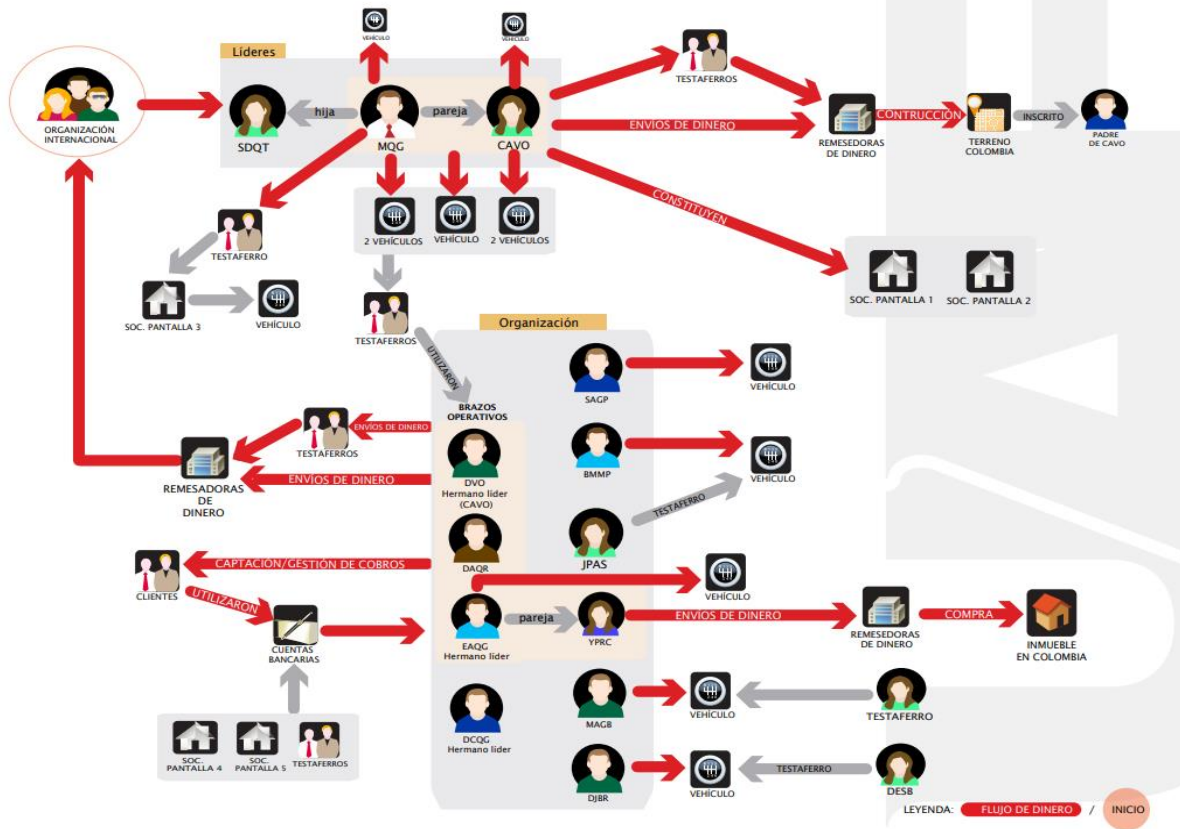 VEHÍCULO
VEHÍCULO
Líderes
TESTAFERROS
ORGANIZACIÓN
INTERNACIONAL
hija
pareja
SDQT
MQG
CAVO
ENVÍOS DE DINERO
REMESEDORAS
DE DINERO
CONTRUCCIÓN
TERRENO
COLOMBIA
INSCRITO
PADRE
DE CAVO
CONSTITUYEN
2 VEHÍCULOS
VEHÍCULO
2 VEHÍCULOS
TESTAFERRO
SOC. PANTALLA 1
SOC. PANTALLA 2
SOC. PANTALLA 3
VEHÍCULO
TESTAFERROS
UTILIZARON
Organización
SAGP
VEHÍCULO
BRAZOS
OPERATIVOS
ENVÍOS DE DINERO
TESTAFERROS
ENVÍOS DE DINERO
REMESADORAS
DE
DINERO
DVO
Hermano líder
(CAVO)
BMMP
VEHÍCULO
TESTAFERRO
DAQR
JPAS
CAPTACIÓN/GESTIÓN DE COBROS
CLIENTES
UTILIZARON
CUENTAS
BANCARIAS
VEHÍCULO
EAQG
Hermano líder
pareja
YPRC
ENVÍOS DE DINERO
REMESEDORAS
DE DINERO
COMPRA
INMUEBLE
EN COLOMBIA
SOC.
PANTALLA 4
SOC.
PANTALLA 5
TESTAFERROS
DCQG
Hermano líder
MAGB
VEHÍCULO
TESTAFERRO
DJBR
VEHÍCULO
TESTAFERRO
DESB
LEYENDA: FLUJO DE DINERO / INICIO